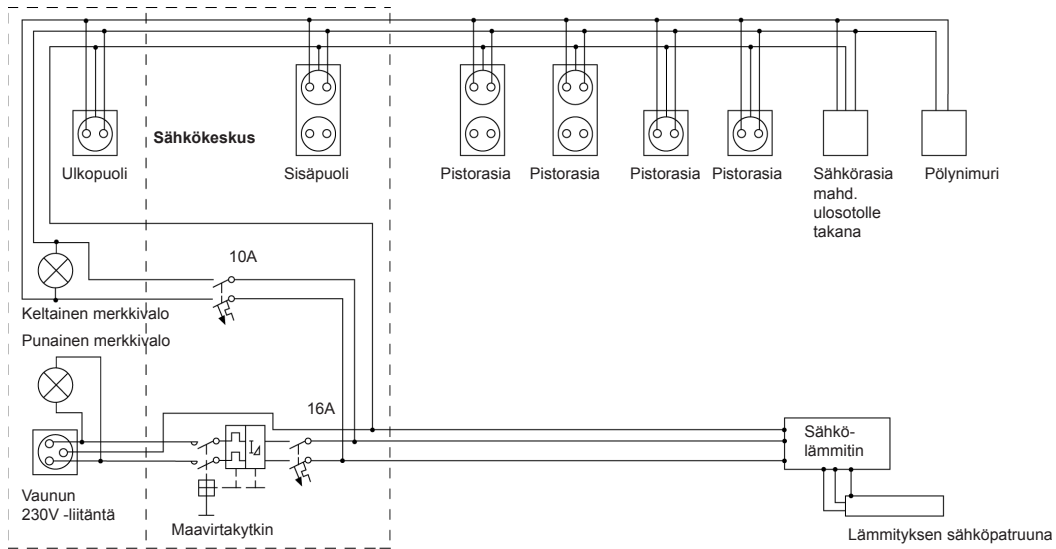 Sähkökeskus
Ulkopuoli
Sisäpuoli
Pistorasia
Pistorasia
Pistorasia
Pistorasia
Sähkörasia
mahd.
ulosotolle
takana
Pölynimuri
10A
Keltainen merkkivalo
Punainen merkkivalo
16A
I
Vaunun
230V -liitäntä
Maavirtakytkin
Sähkö-
lämmitin
Lämmityksen sähköpatruuna